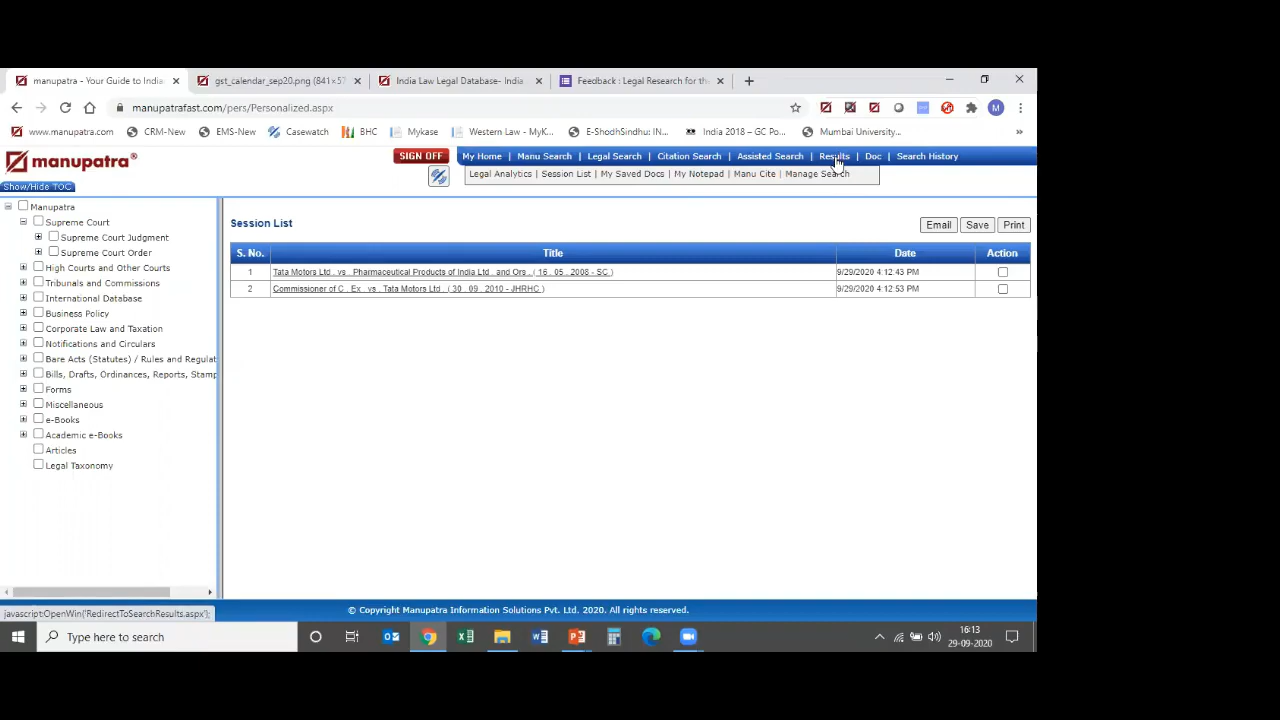 manupatra - Your Guide to India
gst_calendar_sep20.png (841×57
India Law Legal Database- India
Feedback : Legal Research for the
manupatrafast.com/pers/Personalized.aspx
M
www.manupatra.com
CRM-New
EMS-New
Casewatch
BHC
Mykase
Western Law - MyK...
E-ShodhSindhu: IN...
India 2018 – GC Po...
Mumbai University...
»
manupatra®
SIGN OFF
My Home | Manu Search | Legal Search | Citation Search | Assisted Search | Results | Doc | Search History
Legal Analytics | Session List | My Saved Docs | My Notepad | Manu Cite | Manage Search
Show/Hide TOC
Manupatra
Supreme Court
Supreme Court Judgment
Supreme Court Order
High Courts and Other Courts
Tribunals and Commissions
International Database
Business Policy
Corporate Law and Taxation
Notifications and Circulars
Bare Acts (Statutes) / Rules and Regulat
Bills, Drafts, Ordinances, Reports, Stamp
Forms
Miscellaneous
e-Books
Academic e-Books
Articles
Legal Taxonomy
Session List
Email
Save
Print
S. No. Title Date Action
1 Tata Motors Ltd . vs . Pharmaceutical Products of India Ltd . and Ors . ( 16 . 05 . 2008 - SC ) 9/29/2020 4:12:43 PM
2 Commissioner of C . Ex . vs . Tata Motors Ltd . ( 30 . 09 . 2010 - JHRHC ) 9/29/2020 4:12:53 PM
javascript:OpenWin('RedirectToSearchResults.aspx');
© Copyright Manupatra Information Solutions Pvt. Ltd. 2020. All rights reserved.
Type here to search
16:13
29-09-2020